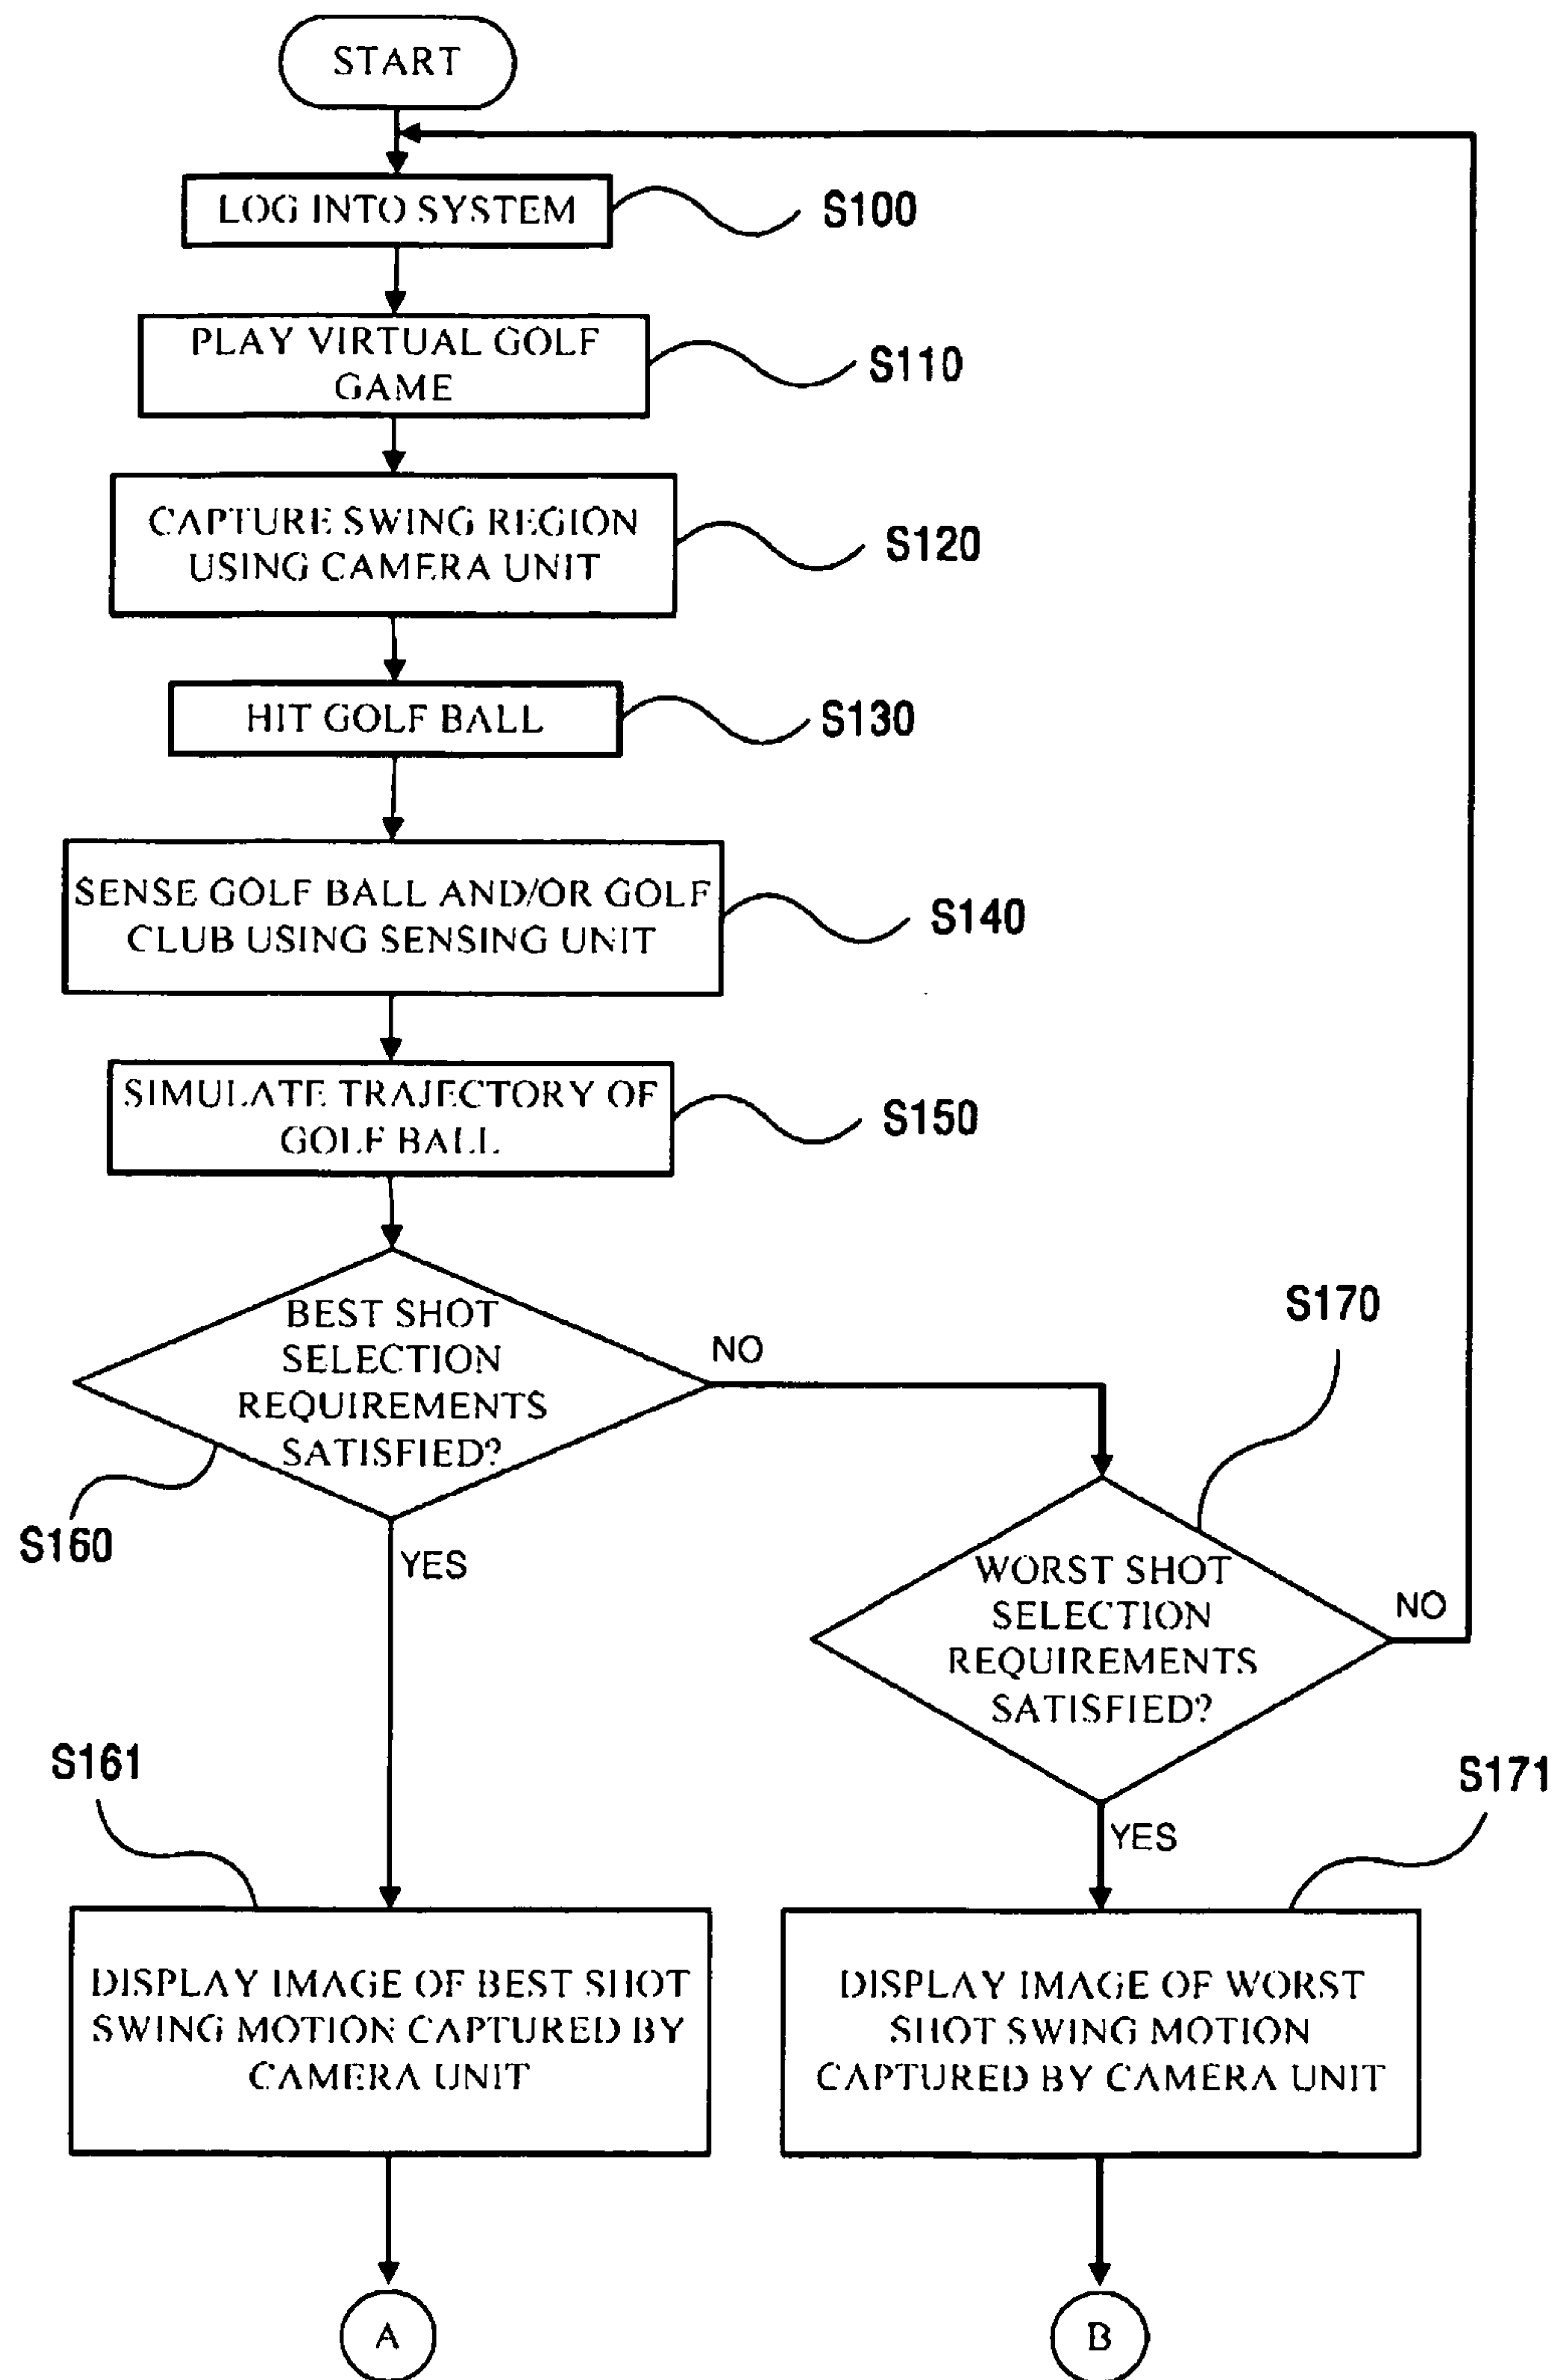 START
LOG INTO SYSTEM
S100
PLAY VIRTUAL GOLF
GAME
S110
CAPTURE SWING REGION
USING CAMERA UNIT
S120
HIT GOLF BALL
S130
SENSE GOLF BALL AND/OR GOLF
CLUB USING SENSING UNIT
S140
SIMULATE TRAJECTORY OF
GOLF BALL
S150
BEST SHOT
SELECTION
REQUIREMENTS
SATISFIED?
NO
S160
YES
S170
WORST SHOT
SELECTION
REQUIREMENTS
SATISFIED?
NO
YES
S161
S171
DISPLAY IMAGE OF BEST SHOT
SWING MOTION CAPTURED BY
CAMERA UNIT
DISPLAY IMAGE OF WORST
SHOT SWING MOTION
CAPTURED BY CAMERA UNIT
A
B